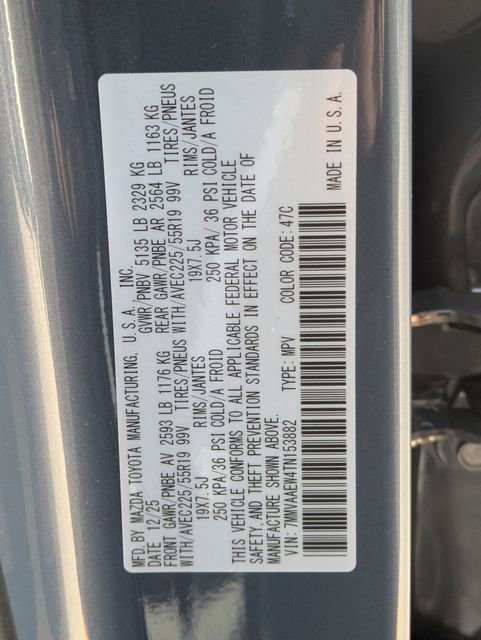 MFD. BY MAZDA TOYOTA MANUFACTURING, U.S.A. INC.
DATE 12/25 GVWR/PNBV 5135 LB 2329 KG
FRONT GAWR/PNBE AV 2593 LB 1176 KG REAR GAWR/PNBE AR 2564 LB 1163 KG
WITH/AVEC225/55R19 99V TIRES/PNEUS WITH/AVEC225/55R19 99V TIRES/PNEUS
19X7.5J RIMS/JANTES 19X7.5J RIMS/JANTES
250 KPA/36 PSI COLD/A FROID 250 KPA/ 36 PSI COLD/A FROID
THIS VEHICLE CONFORMS TO ALL APPLICABLE FEDERAL MOTOR VEHICLE
SAFETY, AND THEFT PREVENTION STANDARDS IN EFFECT ON THE DATE OF
MANUFACTURE SHOWN ABOVE.
VIN: 7MMVAAEW4TN153882 TYPE: MPV COLOR CODE: 47C
MADE IN U.S.A.